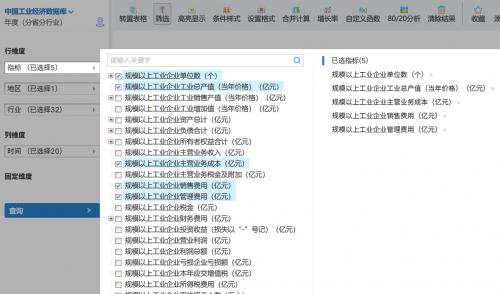 中国工业经济数据库
年度（分省分行业）
转置表格 筛选 高亮显示 条件样式 设置格式 合并计算 增长率 自定义函数 80/20分析 清除结果 收藏
行维度
指标 （已选择5）
地区 （已选择1）
行业 （已选择32）
列维度
时间 （已选择20）
固定维度
查询
请输入关键字
规模以上工业企业单位数（个）
规模以上工业企业工业总产值（当年价格）（亿元）
规模以上工业企业工业销售产值（当年价格）（亿元）
规模以上工业企业工业增加值（当年价格）（亿元）
规模以上工业企业资产总计（亿元）
规模以上工业企业负债合计（亿元）
规模以上工业企业所有者权益合计（亿元）
规模以上工业企业主营业务收入（亿元）
规模以上工业企业主营业务成本（亿元）
规模以上工业企业主营业务税金及附加（亿元）
规模以上工业企业销售费用（亿元）
规模以上工业企业管理费用（亿元）
规模以上工业企业税金（亿元）
规模以上工业企业财务费用（亿元）
规模以上工业企业投资收益（损失以“-”号记）（亿元）
规模以上工业企业营业利润（亿元）
规模以上工业企业利润总额（亿元）
规模以上工业企业亏损企业亏损额（亿元）
规模以上工业企业本年应交增值税（亿元）
规模以上工业企业所得税费用（亿元）
已选指标(5)
规模以上工业企业单位数（个） ×
规模以上工业企业工业总产值（当年价格）（亿元） ×
规模以上工业企业主营业务成本（亿元） ×
规模以上工业企业销售费用（亿元） ×
规模以上工业企业管理费用（亿元） ×